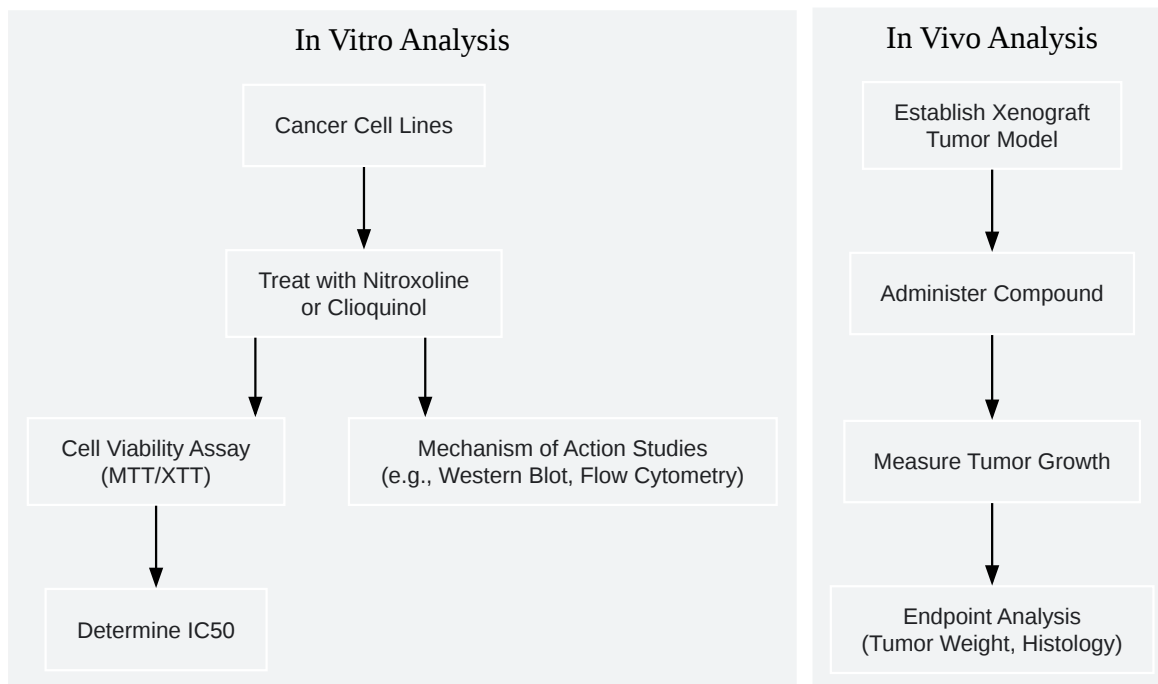 In Vitro Analysis
Cancer Cell Lines
Treat with Nitroxoline
or Clioquinol
Cell Viability Assay
(MTT/XTT)
Mechanism of Action Studies
(e.g., Western Blot, Flow Cytometry)
Determine IC50
In Vivo Analysis
Establish Xenograft
Tumor Model
Administer Compound
Measure Tumor Growth
Endpoint Analysis
(Tumor Weight, Histology)